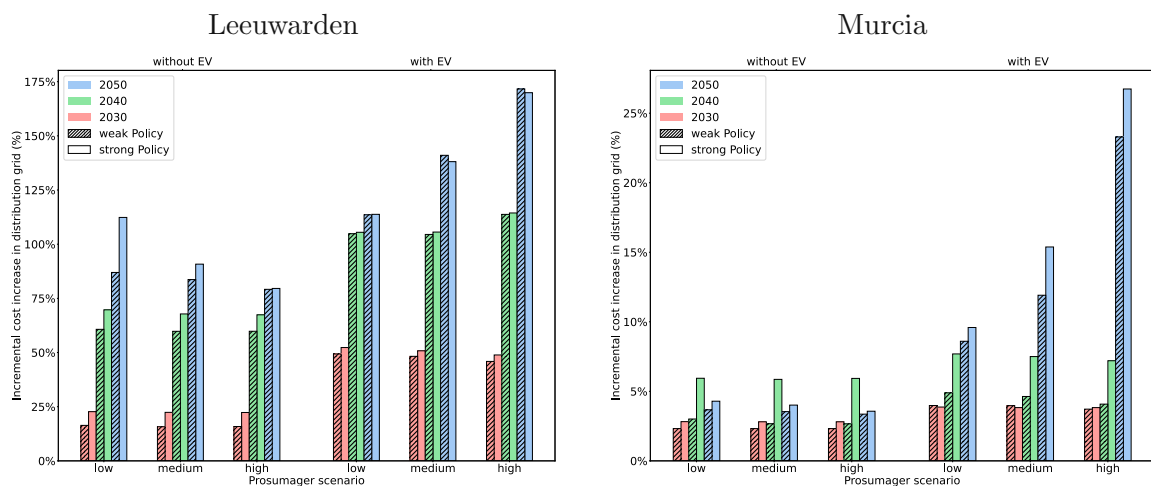 Leeuwarden
without EV
with EV
Incremental cost increase in distribution grid (%)
175%
150%
125%
100%
75%
50%
25%
0%
2050
2040
2030
weak Policy
strong Policy
low
medium
high
low
medium
high
Prosumager scenario
Murcia
without EV
with EV
Incremental cost increase in distribution grid (%)
25%
20%
15%
10%
5%
0%
2050
2040
2030
weak Policy
strong Policy
low
medium
high
low
medium
high
Prosumager scenario